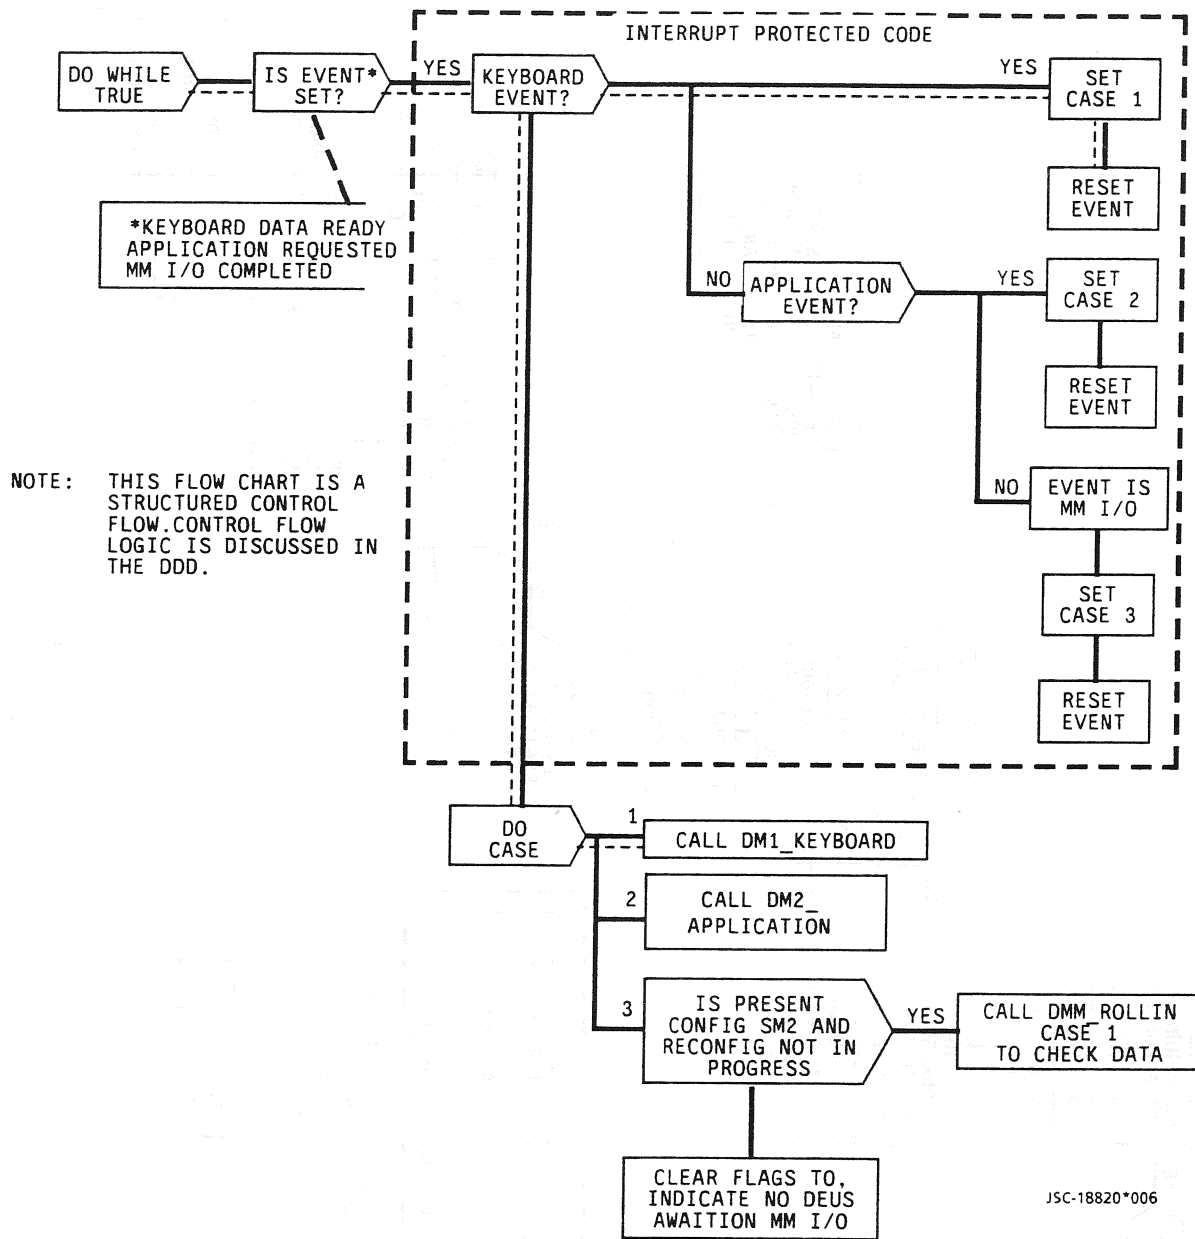 INTERRUPT PROTECTED CODE
DO WHILE
TRUE
IS EVENT*
SET?
YES
KEYBOARD
EVENT?
YES
SET
CASE 1
RESET
EVENT
*KEYBOARD DATA READY
APPLICATION REQUESTED
MM I/O COMPLETED
NO
APPLICATION
EVENT?
YES
SET
CASE 2
RESET
EVENT
NOTE: THIS FLOW CHART IS A
STRUCTURED CONTROL
FLOW.CONTROL FLOW
LOGIC IS DISCUSSED IN
THE DDD.
NO
EVENT IS
MM I/O
SET
CASE 3
RESET
EVENT
DO
CASE
1
CALL DM1_KEYBOARD
2
CALL DM2_
APPLICATION
3
IS PRESENT
CONFIG SM2 AND
RECONFIG NOT IN
PROGRESS
YES
CALL DMM_ROLLIN
CASE 1
TO CHECK DATA
CLEAR FLAGS TO,
INDICATE NO DEUS
AWAITION MM I/O
JSC-18820*006